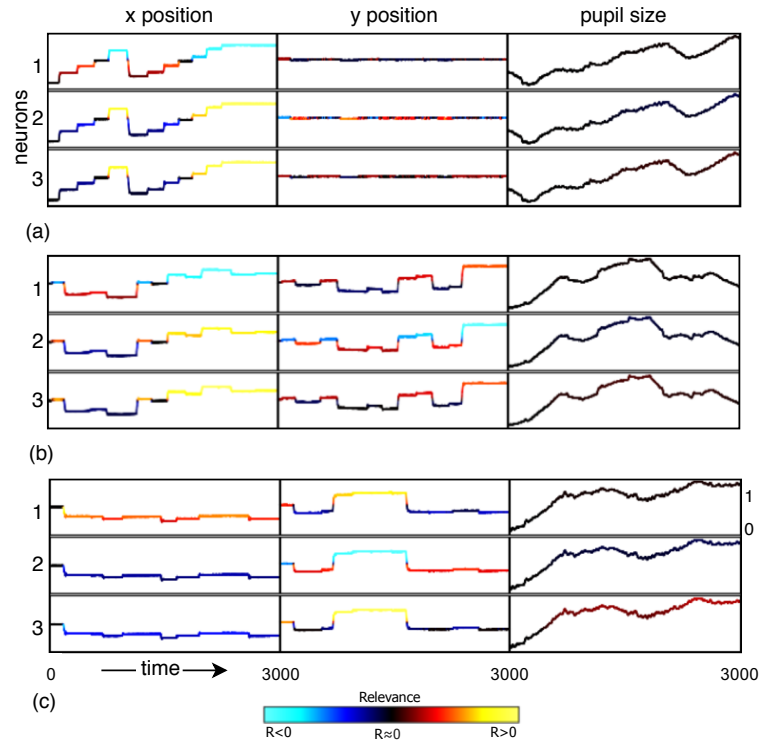 x position
y position
pupil size
neurons
1
2
3
(a)
1
2
3
(b)
1
1
0
2
3
0
time
3000
3000
3000
(c)
Relevance
R<0
R≈0
R>0